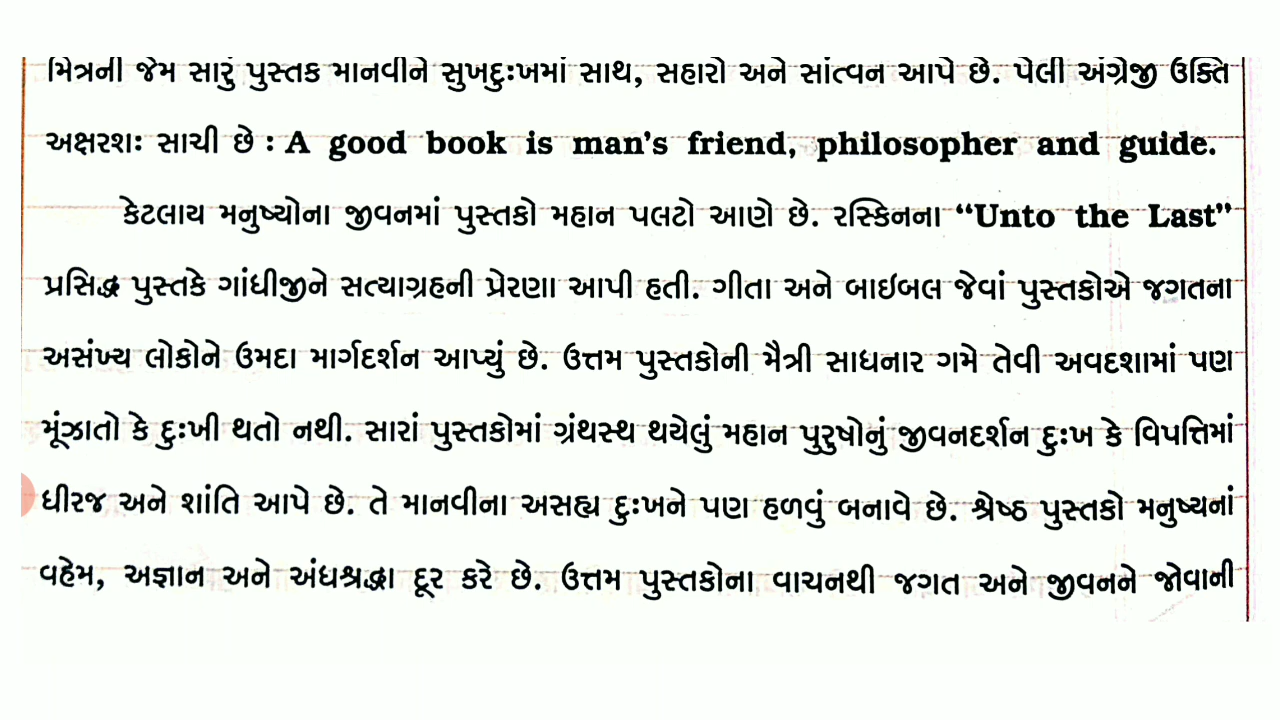 મિત્રની જેમ સારું પુસ્તક માનવીને સુખદુઃખમાં સાથ, સહારો અને સાંત્વન આપે છે. પેલી અંગ્રેજી ઉક્તિ
અક્ષરશઃ સાચી છે : A good book is man's friend, philosopher and guide.
કેટલાય મનુષ્યોના જીવનમાં પુસ્તકો મહાન પલટો આણે છે. રસ્કિનના “Unto the Last”
પ્રસિદ્ધ પુસ્તકે ગાંધીજીને સત્યાગ્રહની પ્રેરણા આપી હતી. ગીતા અને બાઇબલ જેવાં પુસ્તકોએ જગતના
અસંખ્ય લોકોને ઉમદા માર્ગદર્શન આપ્યું છે. ઉત્તમ પુસ્તકોની મૈત્રી સાધનાર ગમે તેવી અવદશામાં પણ
મૂંઝાતો કે દુઃખી થતો નથી. સારાં પુસ્તકોમાં ગ્રંથસ્થ થયેલું મહાન પુરુષોનું જીવનદર્શન દુઃખ કે વિપત્તિમાં
ધીરજ અને શાંતિ આપે છે. તે માનવીના અસહ્ય દુઃખને પણ હળવું બનાવે છે. શ્રેષ્ઠ પુસ્તકો મનુષ્યનાં
વહેમ, અજ્ઞાન અને અંધશ્રદ્ધા દૂર કરે છે. ઉત્તમ પુસ્તકોના વાચનથી જગત અને જીવનને જોવાની